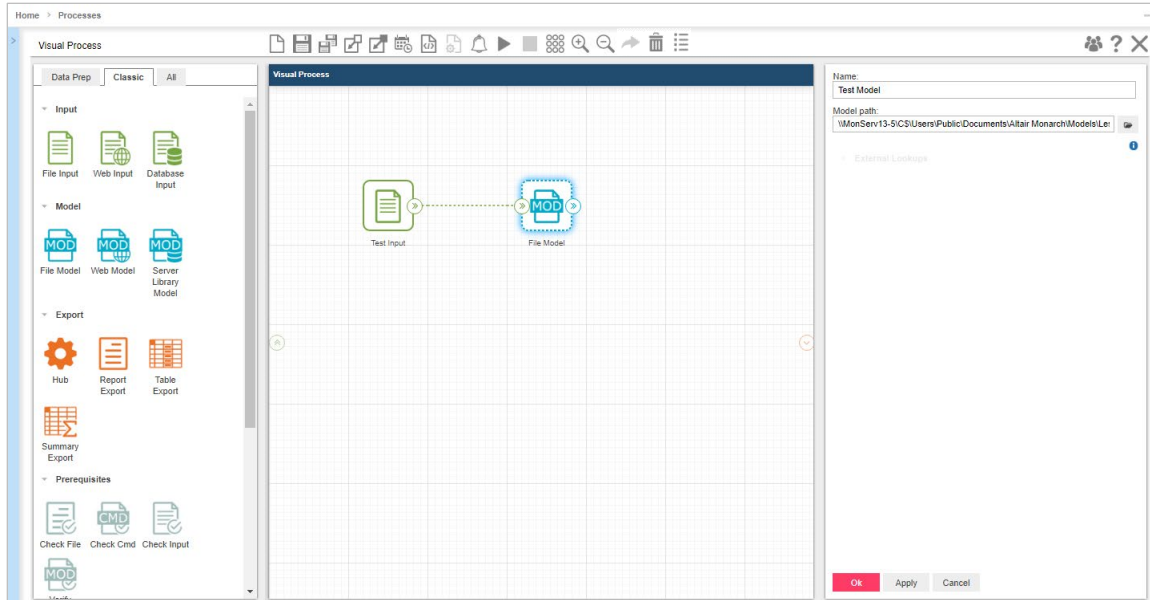 Home > Processes
Visual Process
Data Prep Classic All
Input
File Input Web Input Database Input
Model
MOD MOD MOD
File Model Web Model Server Library Model
Export
Hub Report Export Table Export
Summary Export
Prerequisites
CMD
Check File Check Cmd Check Input
MOD
Verify
Visual Process
MOD
Test Input File Model
Name:
Test Model
Model path:
\\MonServ13-5\C$\Users\Public\Documents\Altair Monarch\Models\Les
External Lookups
Ok Apply Cancel